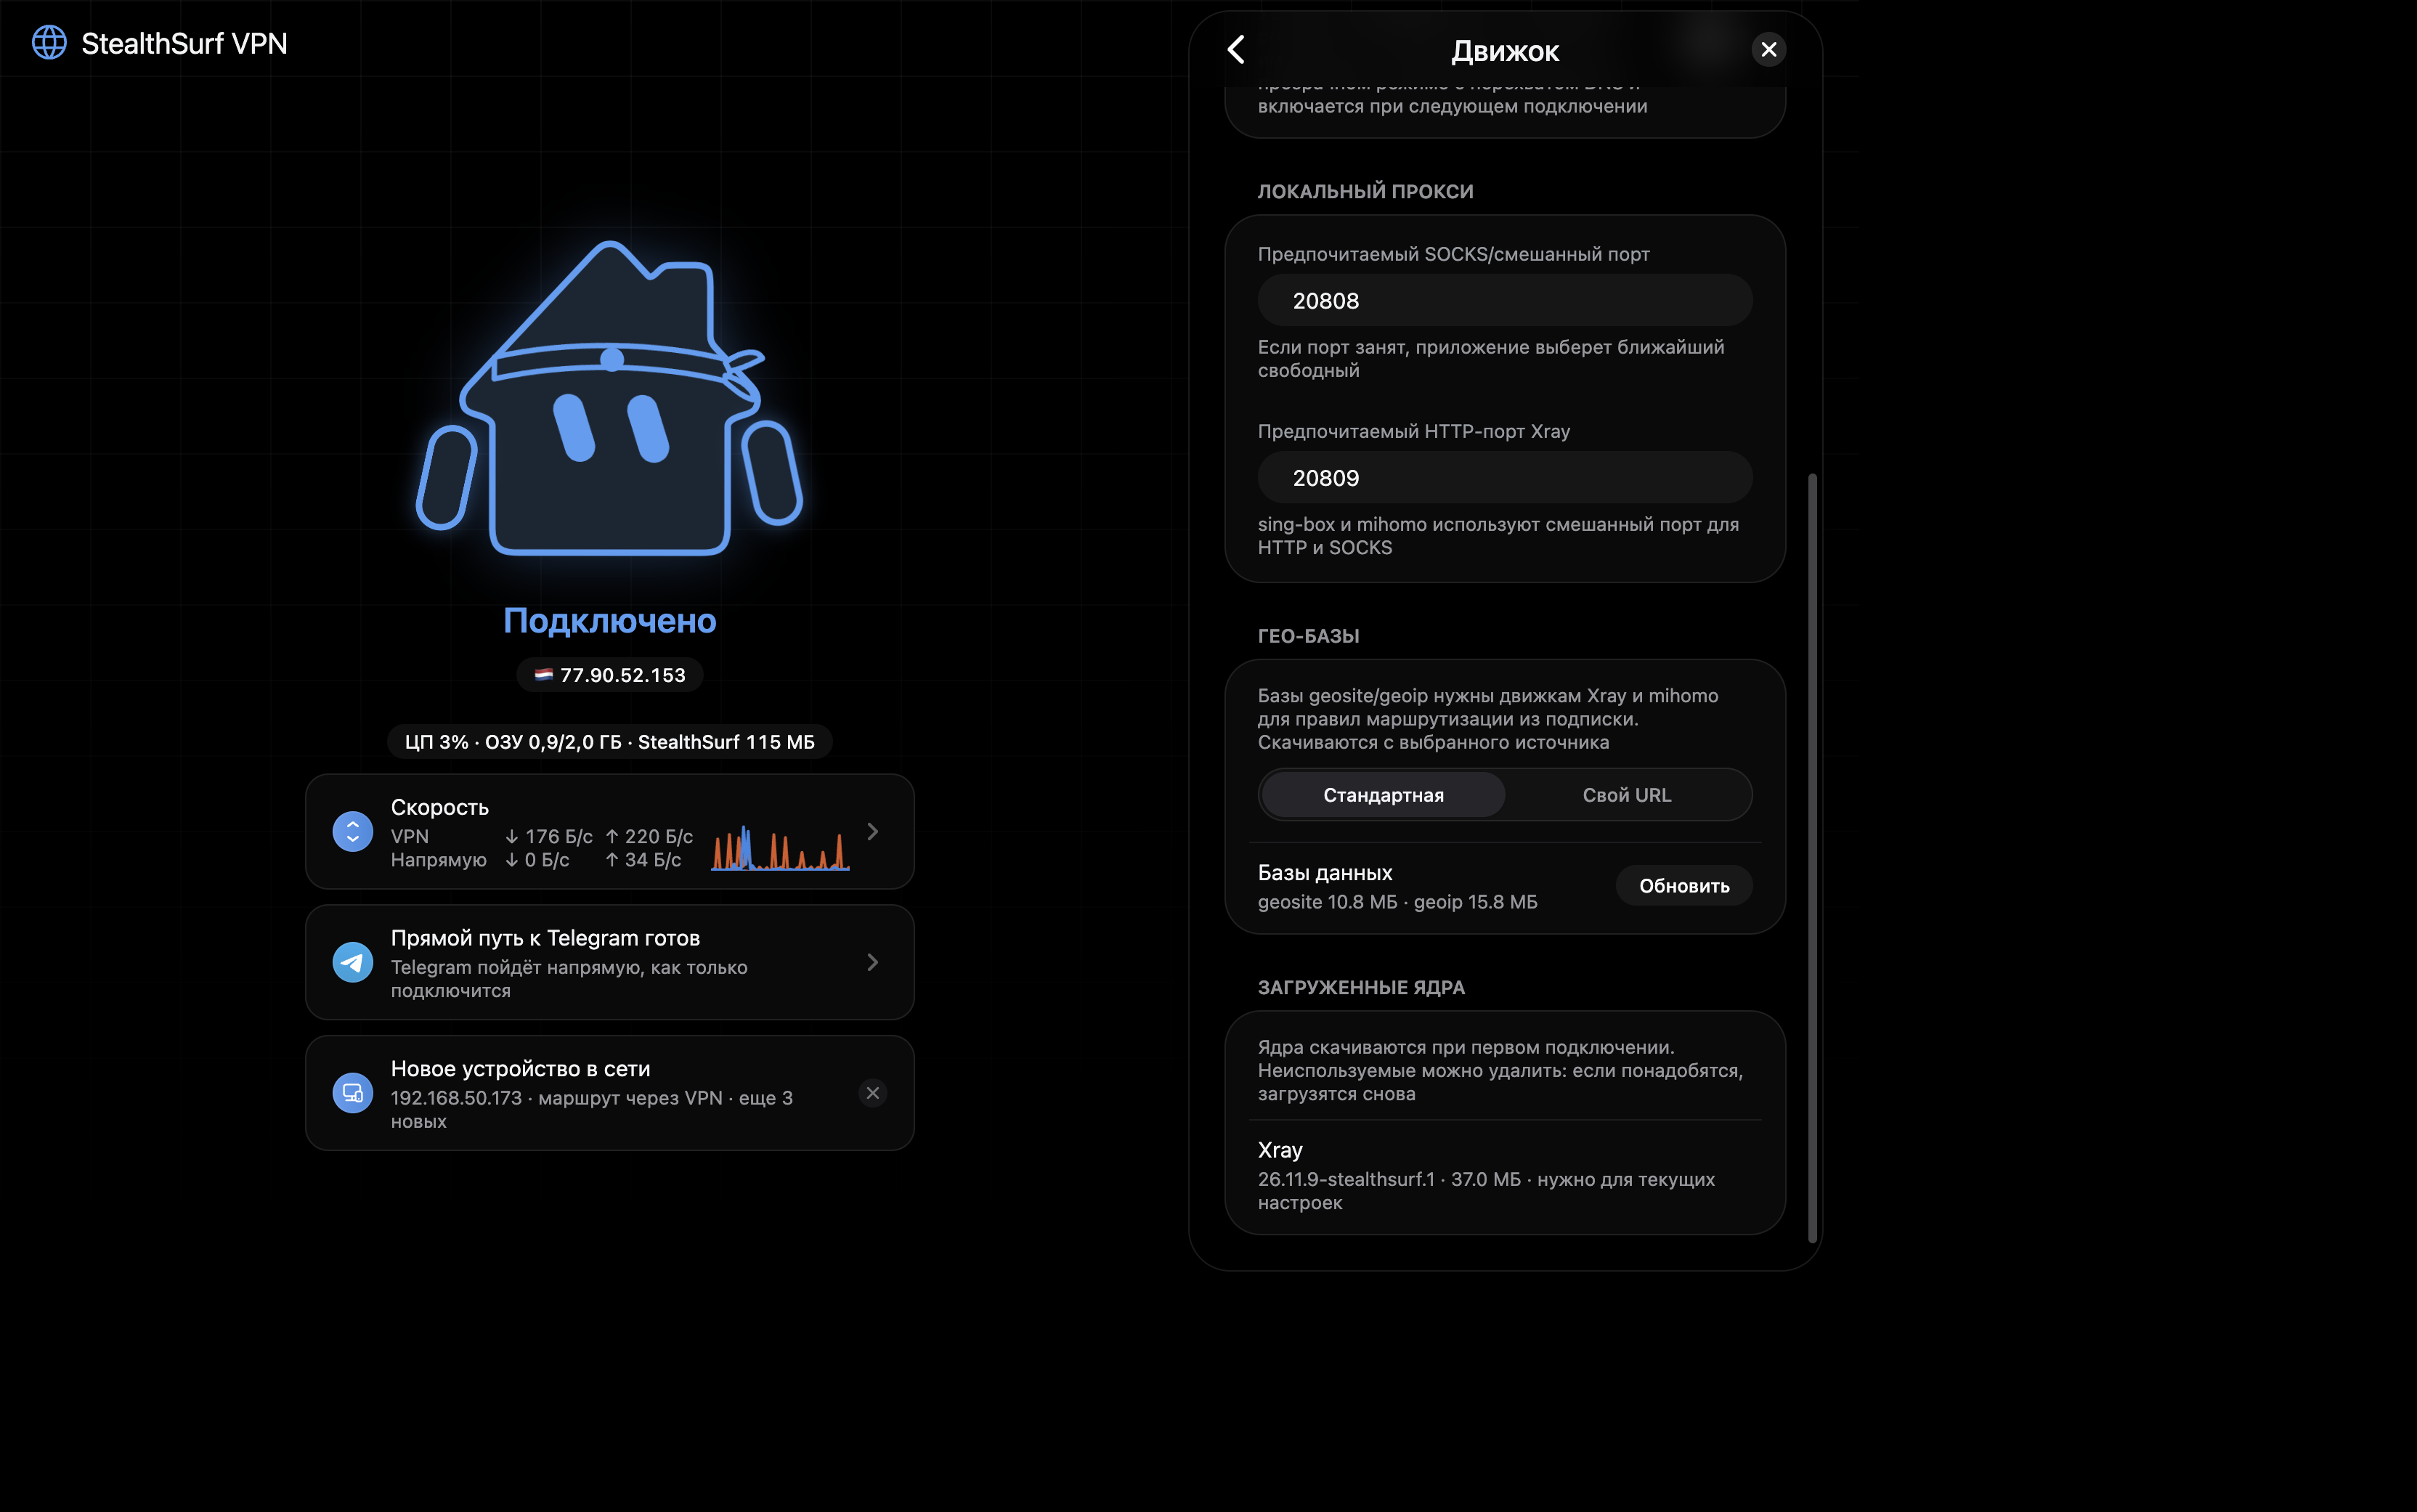 StealthSurf VPN
Подключено
77.90.52.153
ЦП 3% · ОЗУ 0,9/2,0 ГБ · StealthSurf 115 МБ
Скорость
VPN ↓ 176 Б/с ↑ 220 Б/с
Напрямую ↓ 0 Б/с ↑ 34 Б/с
Прямой путь к Telegram готов
Telegram пойдёт напрямую, как только
подключится
Новое устройство в сети
192.168.50.173 · маршрут через VPN · еще 3
новых
Движок
включается при следующем подключении
ЛОКАЛЬНЫЙ ПРОКСИ
Предпочитаемый SOCKS/смешанный порт
20808
Если порт занят, приложение выберет ближайший
свободный
Предпочитаемый HTTP-порт Xray
20809
sing-box и mihomo используют смешанный порт для
HTTP и SOCKS
ГЕО-БАЗЫ
Базы geosite/geoip нужны движкам Xray и mihomo
для правил маршрутизации из подписки.
Скачиваются с выбранного источника
Стандартная
Свой URL
Базы данных
geosite 10.8 МБ · geoip 15.8 МБ
Обновить
ЗАГРУЖЕННЫЕ ЯДРА
Ядра скачиваются при первом подключении.
Неиспользуемые можно удалить: если понадобятся,
загрузятся снова
Xray
26.11.9-stealthsurf.1 · 37.0 МБ · нужно для текущих
настроек